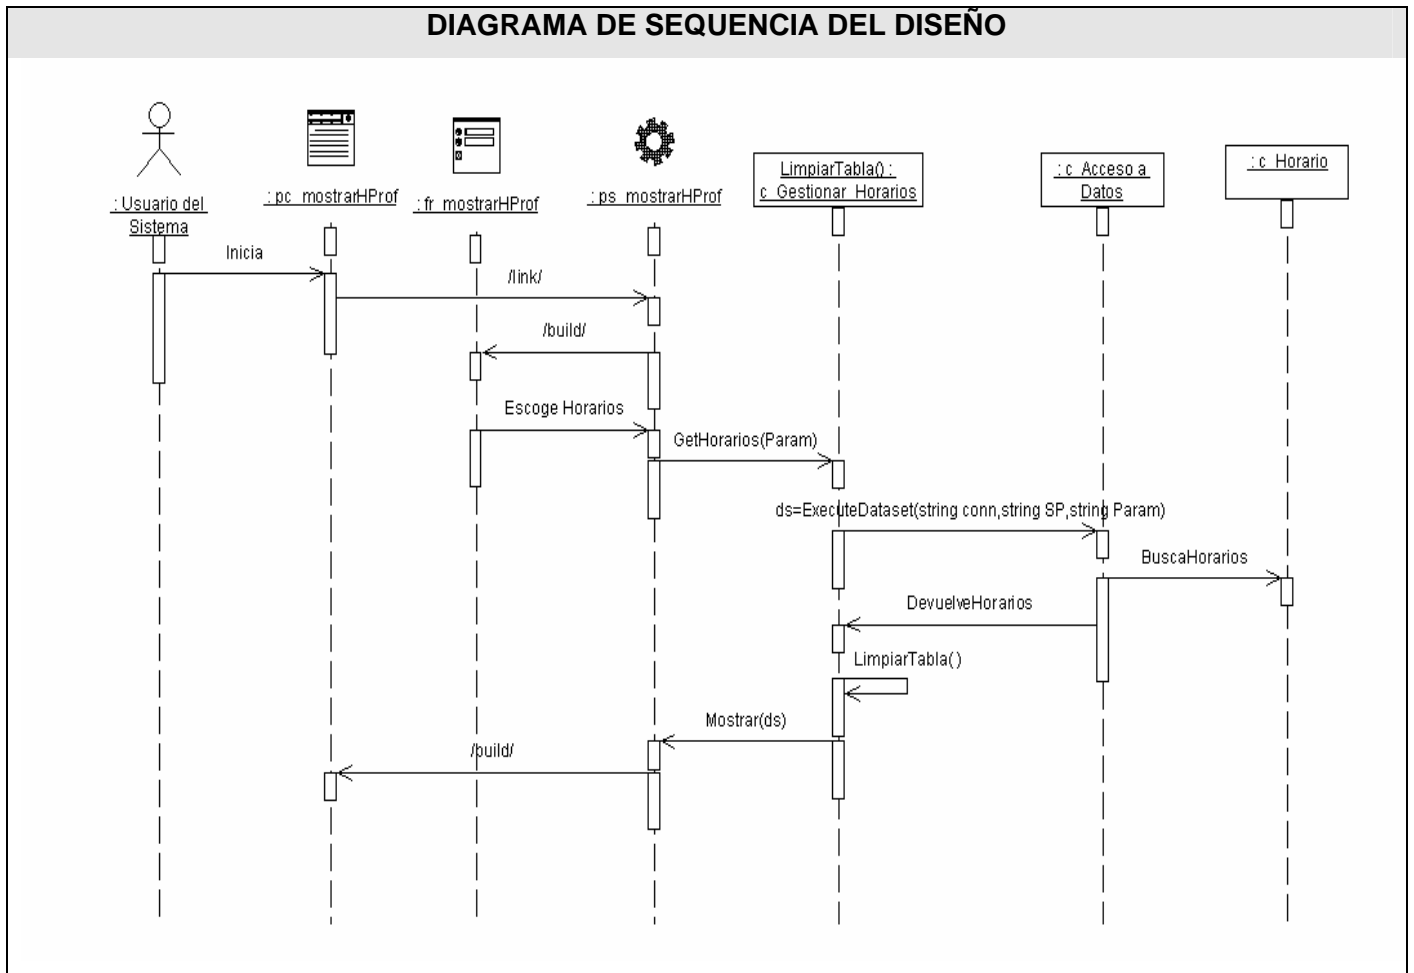 DIAGRAMA DE SEQUENCIA DEL DISEÑO
: Usuario del
Sistema
: pc_mostrarHProf
: fr_mostrarHProf
: ps_mostrarHProf
LimpiarTabla() :
c_Gestionar_Horarios
: c_Acceso a
Datos
: c_Horario
Inicia
/link/
/build/
Escoge Horarios
GetHorarios(Param)
ds=ExecuteDataset(string conn,string SP,string Param)
BuscaHorarios
DevuelveHorarios
LimpiarTabla()
Mostrar(ds)
/build/